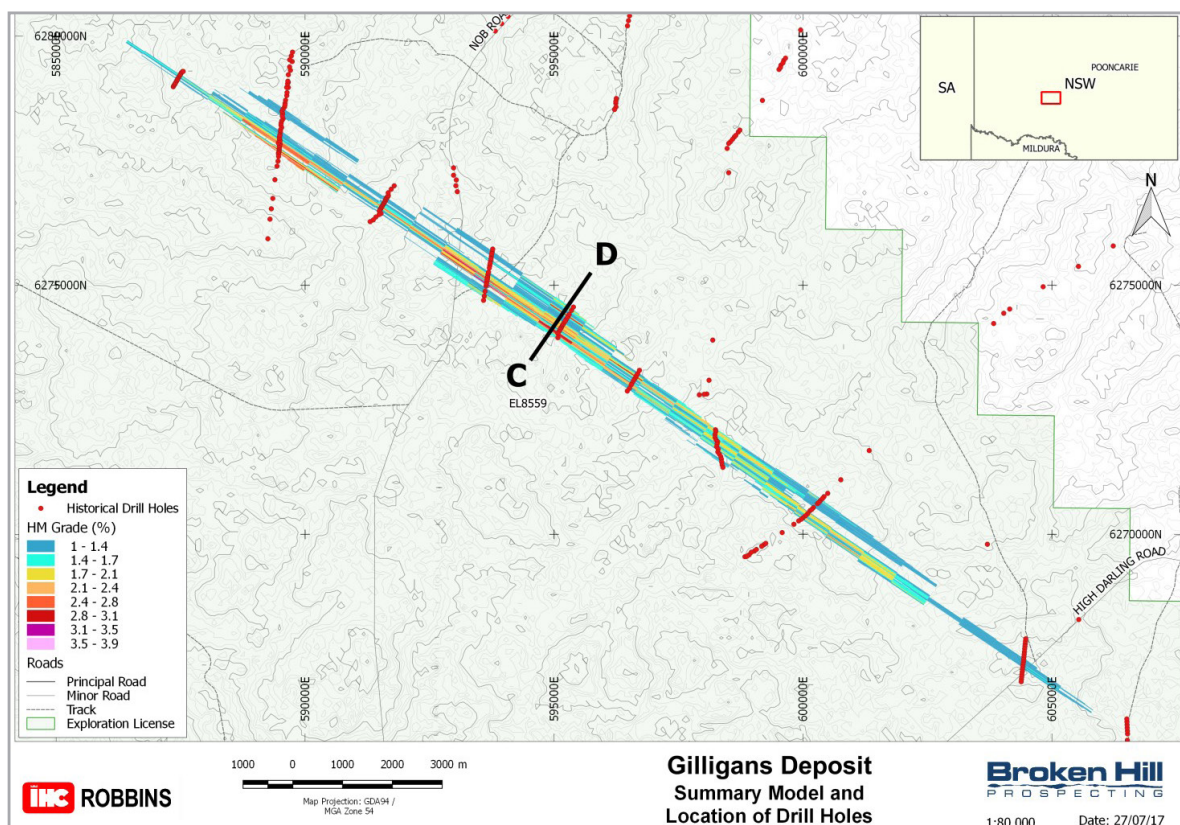 6280000N
585000E
590000E
595000E
600000E
NOB ROAD
SA
NSW
POONCARIE
MILDURA
N
6275000N
6275000N
D
C
EL8559
6270000N
HIGH DARLING ROAD
590000E
595000E
600000E
605000E
Legend
Historical Drill Holes
HM Grade (%)
1 - 1.4
1.4 - 1.7
1.7 - 2.1
2.1 - 2.4
2.4 - 2.8
2.8 - 3.1
3.1 - 3.5
3.5 - 3.9
Roads
Principal Road
Minor Road
Track
Exploration License
IHC ROBBINS
1000 0 1000 2000 3000 m
Map Projection: GDA94 /
MGA Zone 54
Gilligans Deposit
Summary Model and
Location of Drill Holes
Broken Hill
PROSPECTING
1:80 000 Date: 27/07/17